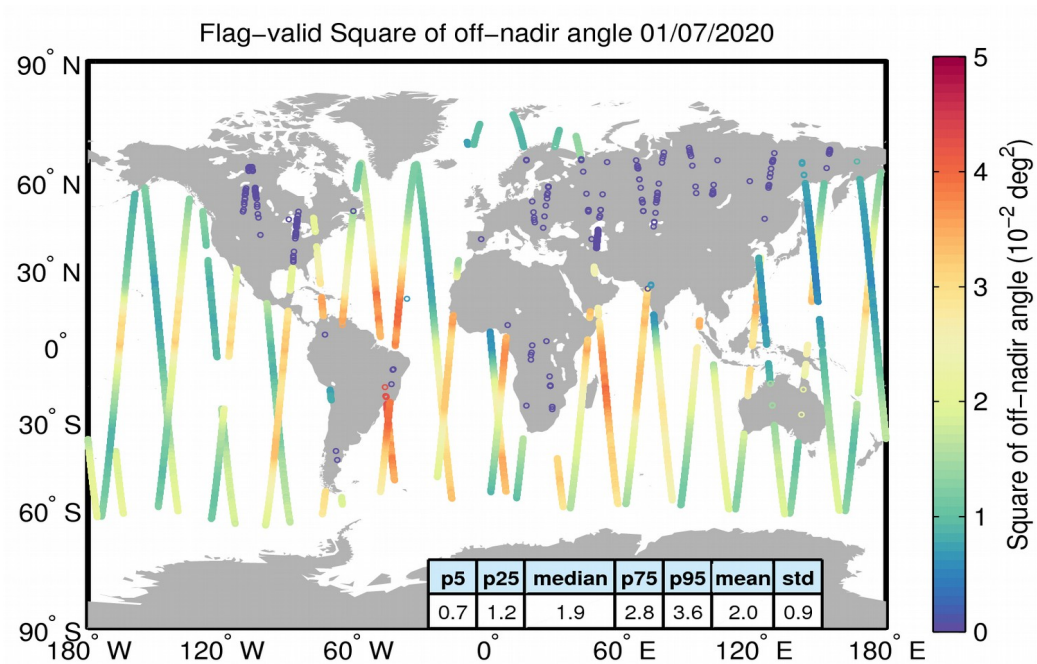 Flag−valid Square of off−nadir angle 01/07/2020
90° N
60° N
30° N
0°
30° S
60° S
90° S
180° W
120° W
60° W
0°
60° E
120° E
180° E
p5 p25 median p75 p95 mean std
0.7 1.2 1.9 2.8 3.6 2.0 0.9
5
4
3
2
1
0
Square of off−nadir angle (10⁻² deg²)